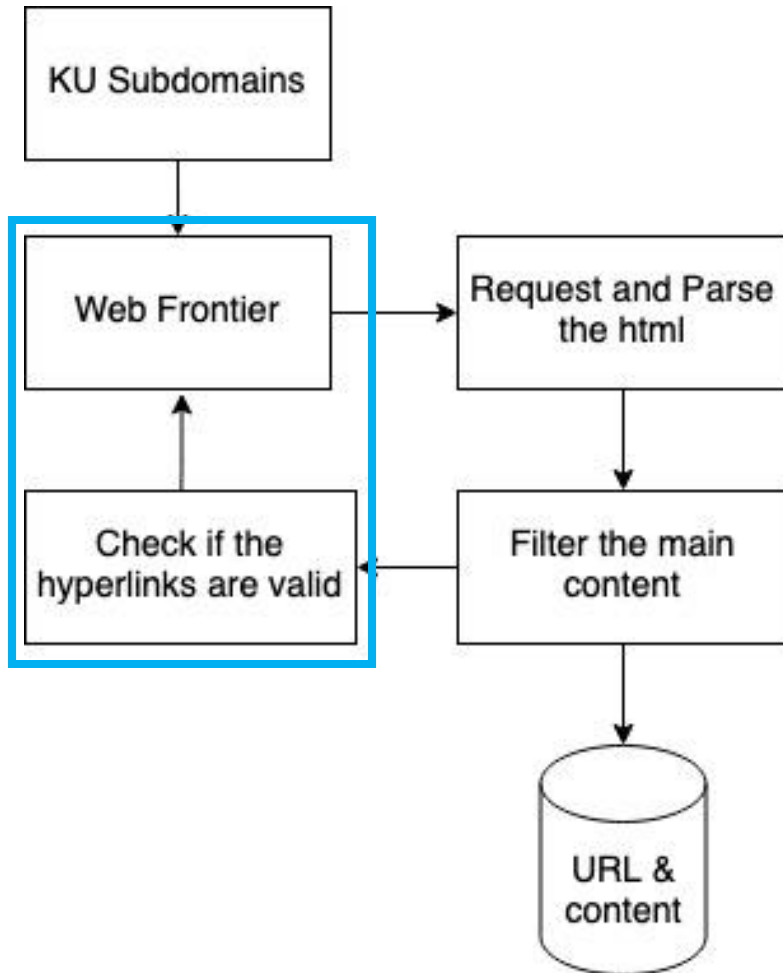 KU Subdomains
Web Frontier
Request and Parse
the html
Check if the
hyperlinks are valid
Filter the main
content
URL &
content